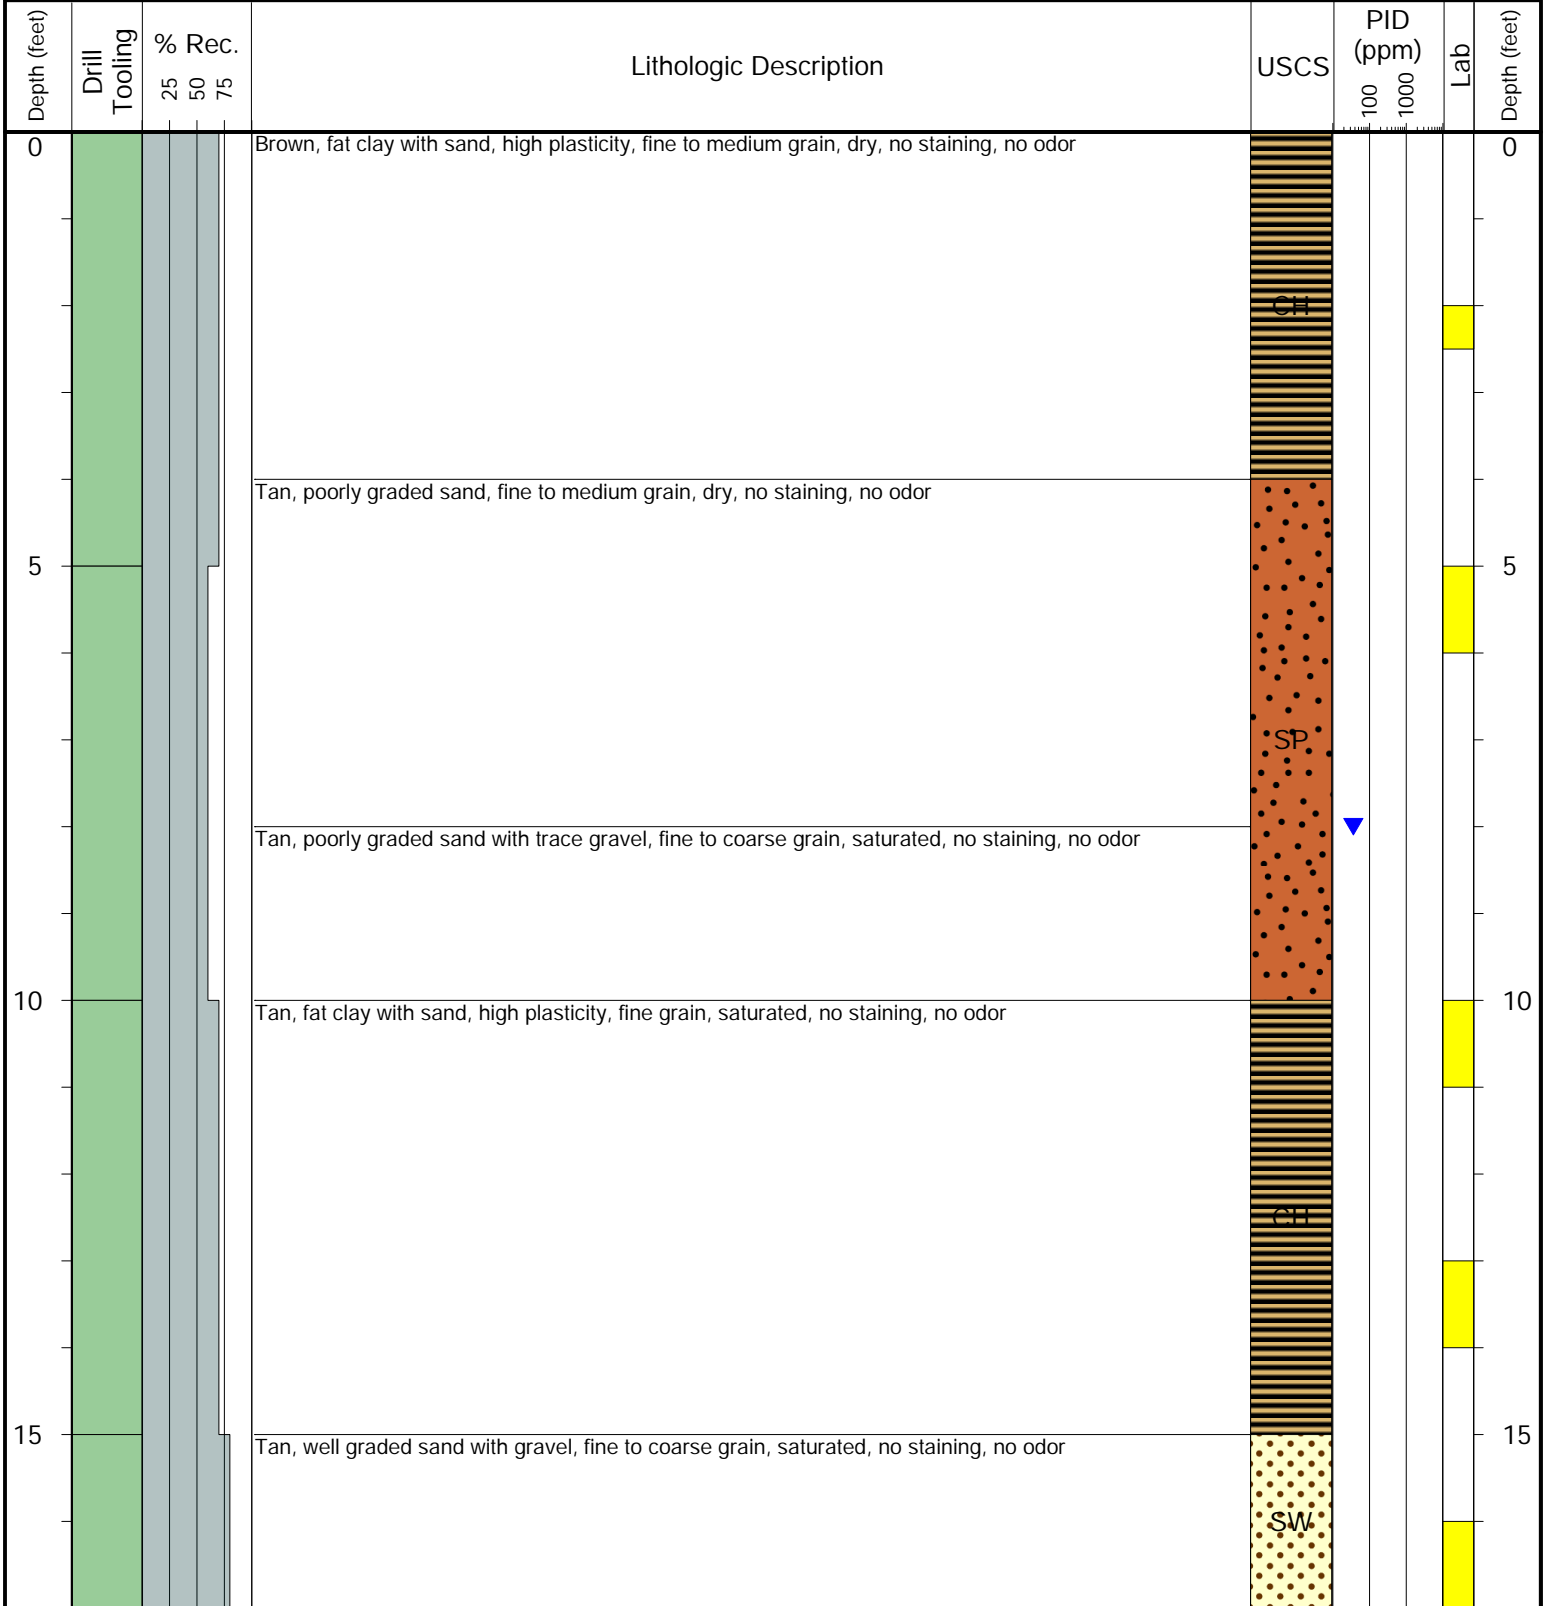 Depth (feet)
Drill
Tooling
% Rec.
25
50
75
Lithologic Description
USCS
PID
(ppm)
100
1000
Lab
Depth (feet)
0
Brown, fat clay with sand, high plasticity, fine to medium grain, dry, no staining, no odor
0
CH
Tan, poorly graded sand, fine to medium grain, dry, no staining, no odor
5
5
SP
Tan, poorly graded sand with trace gravel, fine to coarse grain, saturated, no staining, no odor
10
Tan, fat clay with sand, high plasticity, fine grain, saturated, no staining, no odor
10
CH
15
Tan, well graded sand with gravel, fine to coarse grain, saturated, no staining, no odor
15
SW